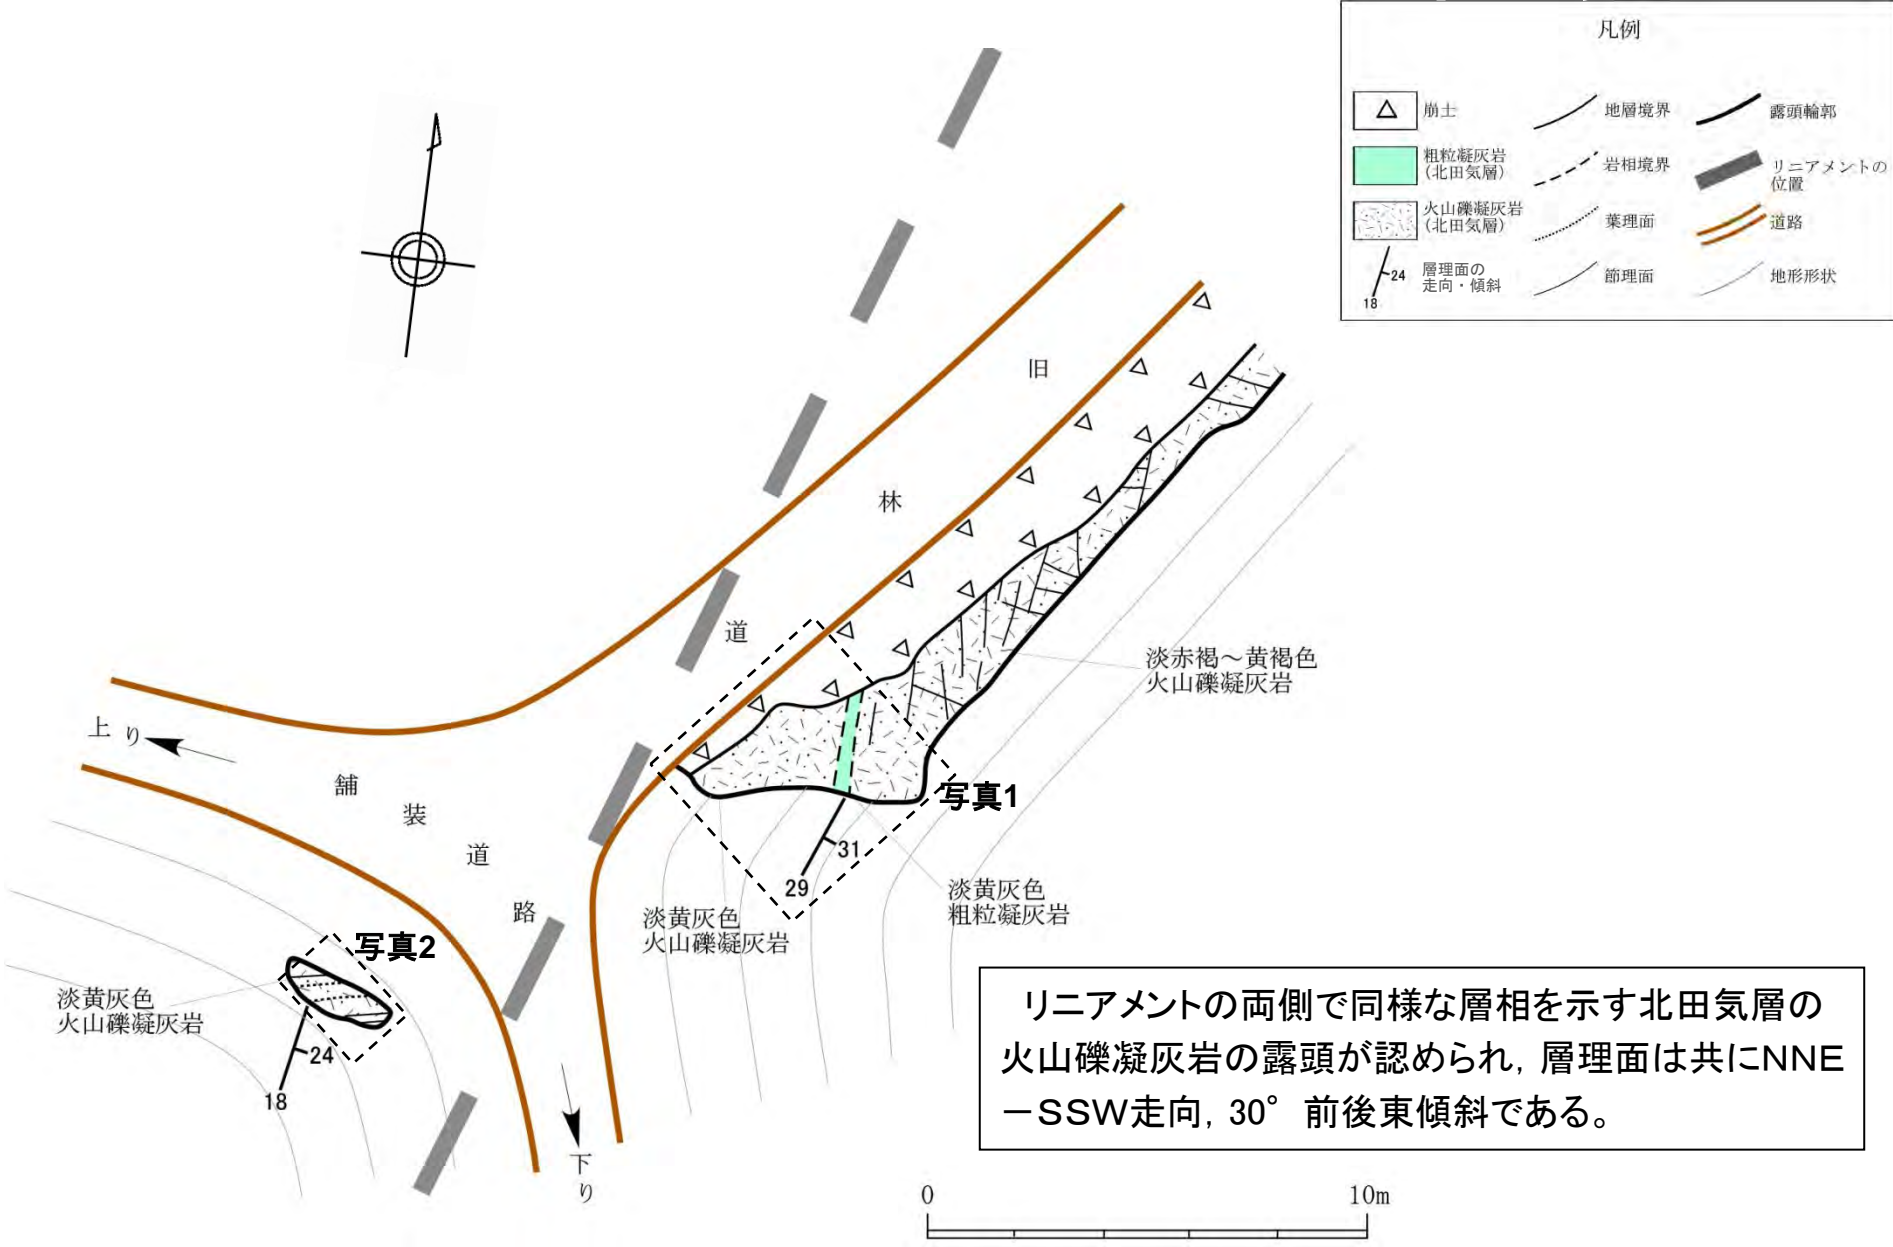 凡例
崩土
粗粒凝灰岩
(北田気層)
火山礫凝灰岩
(北田気層)
24
18
層理面の
走向・傾斜
地層境界
岩相境界
葉理面
節理面
露頭輪郭
リニアメントの
位置
道路
地形形状
旧
林
道
上り
舗
装
道
路
下り
淡赤褐～黄褐色
火山礫凝灰岩
写真1
31
29
淡黄灰色
粗粒凝灰岩
淡黄灰色
火山礫凝灰岩
写真2
淡黄灰色
火山礫凝灰岩
24
18
リニアメントの両側で同様な層相を示す北田気層の
火山礫凝灰岩の露頭が認められ，層理面は共にNNE
－SSW走向，30°前後東傾斜である。
0
10m